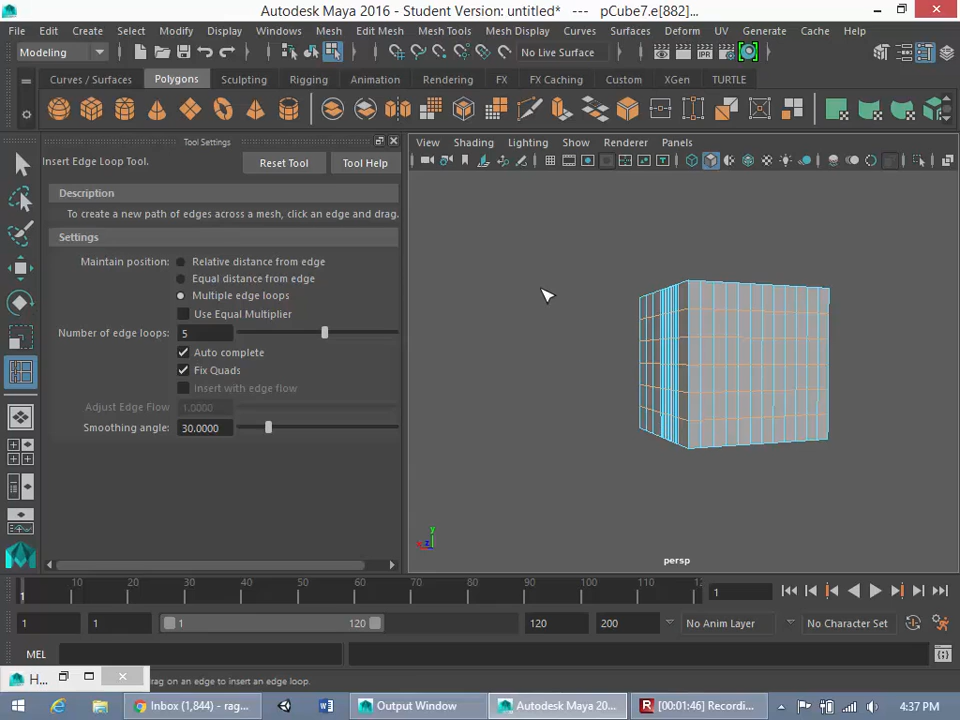 Autodesk Maya 2016 - Student Version: untitled* --- pCube7.e[882]...
File Edit Create Select Modify Display Windows Mesh Edit Mesh Mesh Tools Mesh Display Curves Surfaces Deform UV Generate Cache Help
Modeling No Live Surface IPR
Curves / Surfaces Polygons Sculpting Rigging Animation Rendering FX FX Caching Custom XGen TURTLE
Tool Settings
Insert Edge Loop Tool. Reset Tool Tool Help
View Shading Lighting Show Renderer Panels
Description
To create a new path of edges across a mesh, click an edge and drag.
Settings
Maintain position: Relative distance from edge
Equal distance from edge
Multiple edge loops
Use Equal Multiplier
Number of edge loops: 5
Auto complete
Fix Quads
Insert with edge flow
Adjust Edge Flow 1.0000
Smoothing angle: 30.0000
y
persp
10 20 30 40 50 60 70 80 90 100 110 12
1 1
1 1 1 120 120 200 No Anim Layer No Character Set
MEL
H... rag on an edge to insert an edge loop.
Inbox (1,844) - rag... Output Window Autodesk Maya 20... [00:01:46] Recordi... 4:37 PM